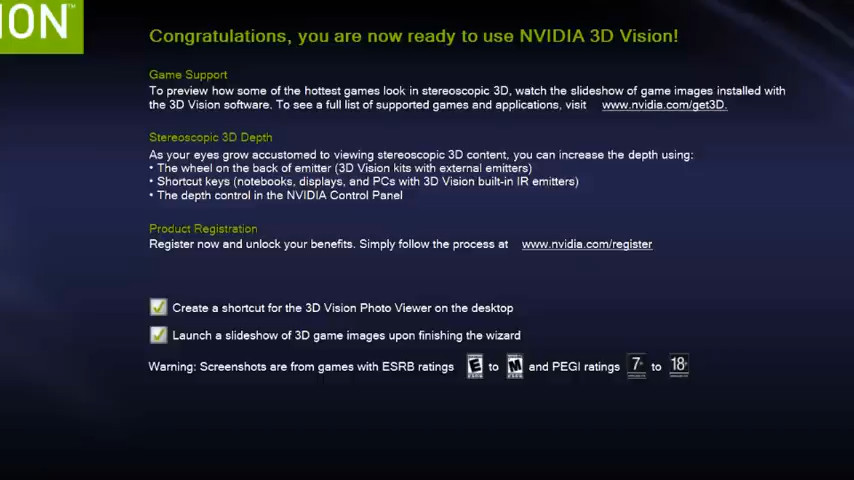 ION™
Congratulations, you are now ready to use NVIDIA 3D Vision!
Game Support
To preview how some of the hottest games look in stereoscopic 3D, watch the slideshow of game images installed with
the 3D Vision software. To see a full list of supported games and applications, visit www.nvidia.com/get3D.
Stereoscopic 3D Depth
As your eyes grow accustomed to viewing stereoscopic 3D content, you can increase the depth using:
• The wheel on the back of emitter (3D Vision kits with external emitters)
• Shortcut keys (notebooks, displays, and PCs with 3D Vision built-in IR emitters)
• The depth control in the NVIDIA Control Panel
Product Registration
Register now and unlock your benefits. Simply follow the process at www.nvidia.com/register
Create a shortcut for the 3D Vision Photo Viewer on the desktop
Launch a slideshow of 3D game images upon finishing the wizard
Warning: Screenshots are from games with ESRB ratings E to M and PEGI ratings 7+ to 18+